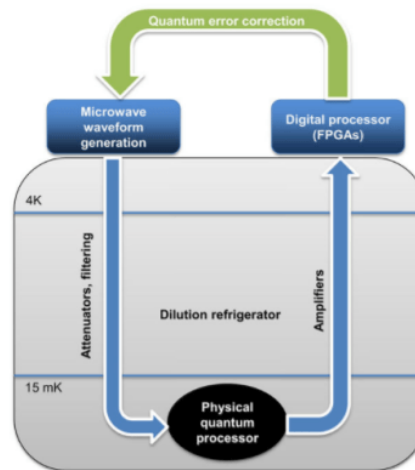 Quantum error correction
Microwave
waveform
generation
Digital processor
(FPGAs)
4K
Attenuators, filtering
Dilution refrigerator
Amplifiers
15 mK
Physical
quantum
processor